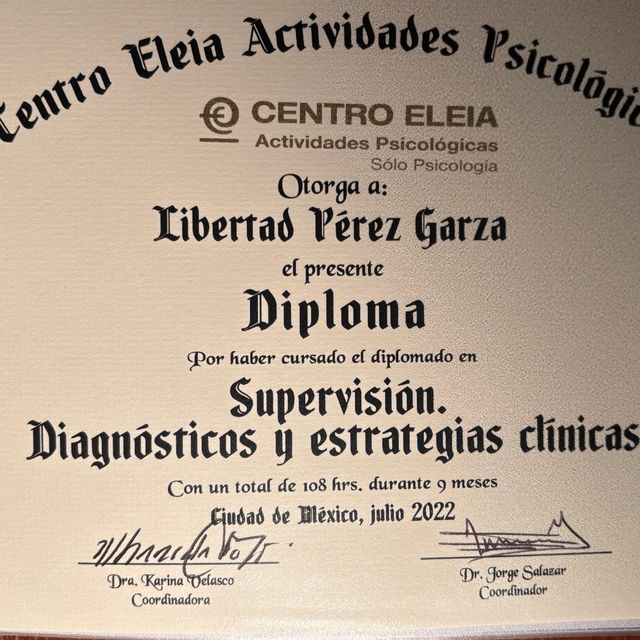 Centro Eleia Actividades Psicológic
CENTRO ELEIA
Actividades Psicológicas
Sólo Psicología
Otorga a:
Libertad Pérez Garza
el presente
Diploma
Por haber cursado el diplomado en
Supervisión.
Diagnósticos y estrategias clínicas
Con un total de 108 hrs. durante 9 meses
Ciudad de México, julio 2022
Dra. Karina Velasco
Coordinadora
Dr. Jorge Salazar
Coordinador